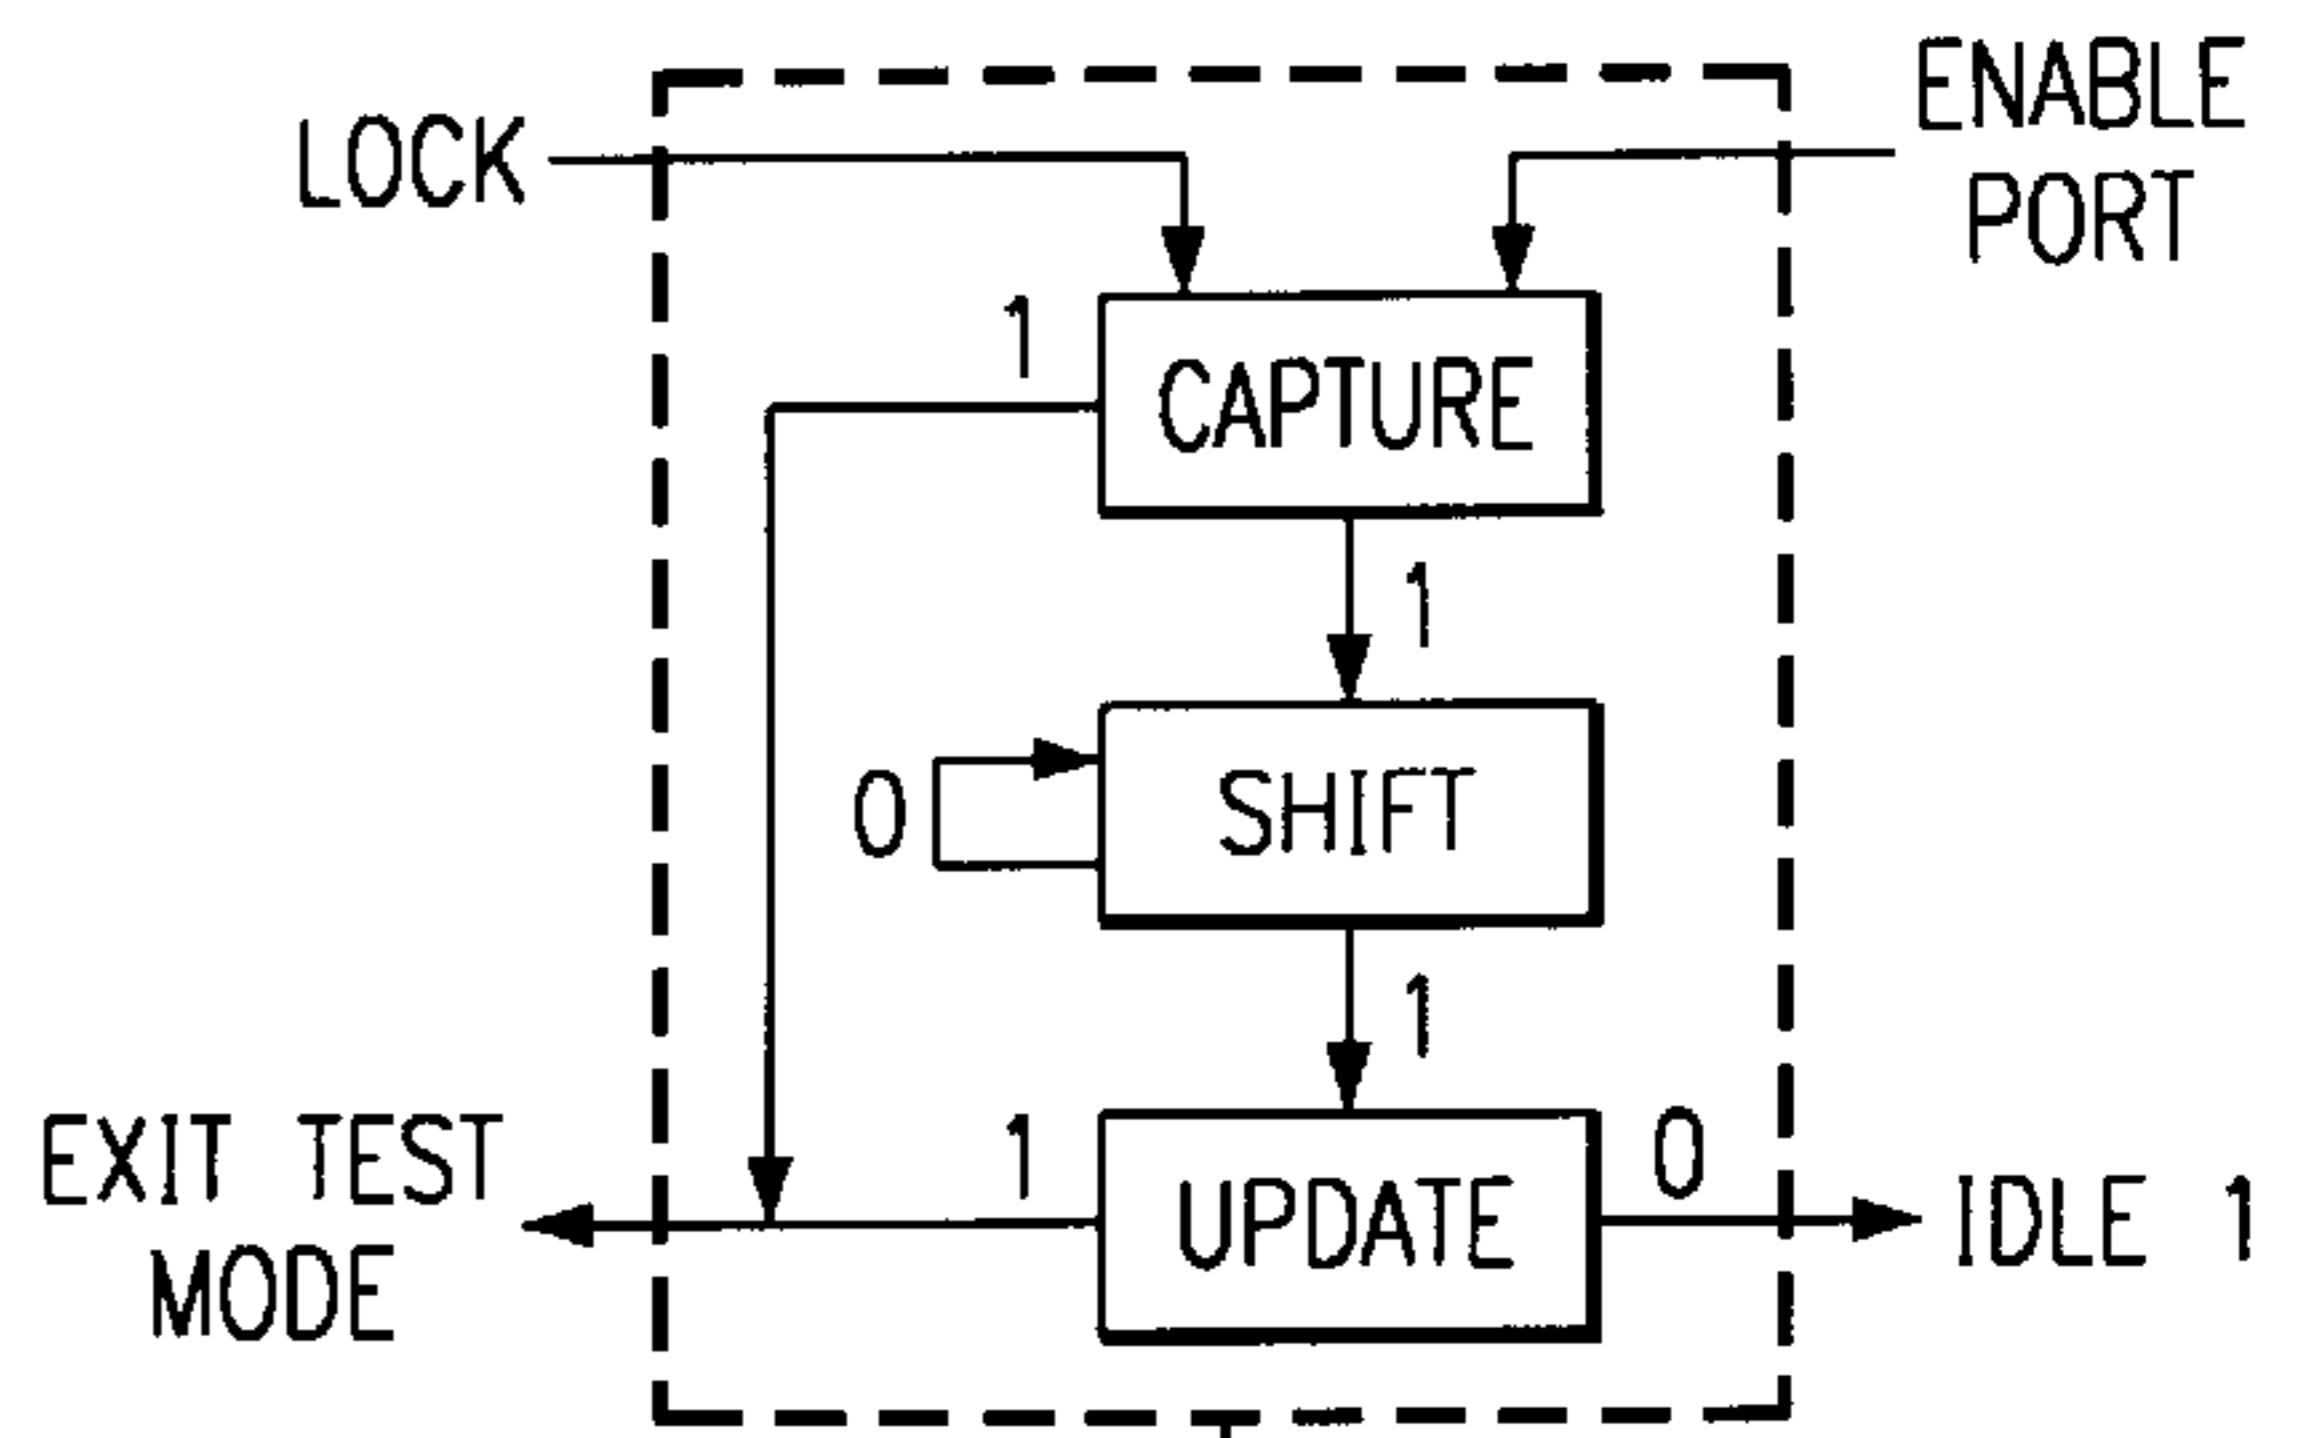 LOCK
ENABLE
PORT
1
CAPTURE
1
0
SHIFT
1
EXIT TEST
MODE
1
UPDATE
0
IDLE 1